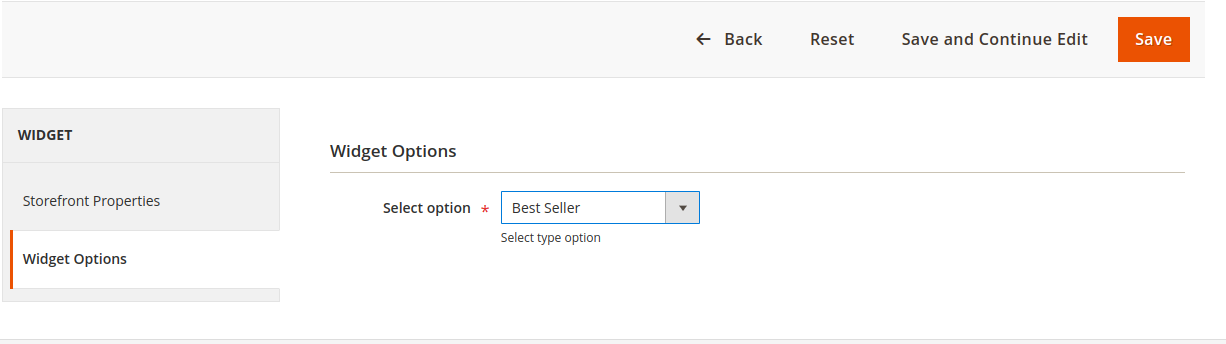 Back Reset Save and Continue Edit Save
WIDGET
Storefront Properties
Widget Options
Widget Options
Select option * Best Seller
Select type option